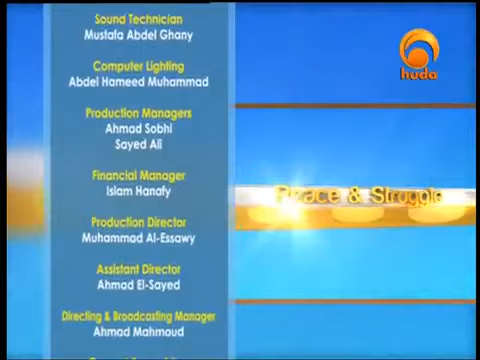 Sound Technician
Mustafa Abdel Ghany
Computer Lighting
Abdel Hameed Muhammad
Production Managers
Ahmad Sobhi
Sayed Ali
Financial Manager
Islam Hanafy
Production Director
Muhammad Al-Essawy
Assistant Director
Ahmad El-Sayed
Directing & Broadcasting Manager
Ahmad Mahmoud
huda
Peace & Struggle